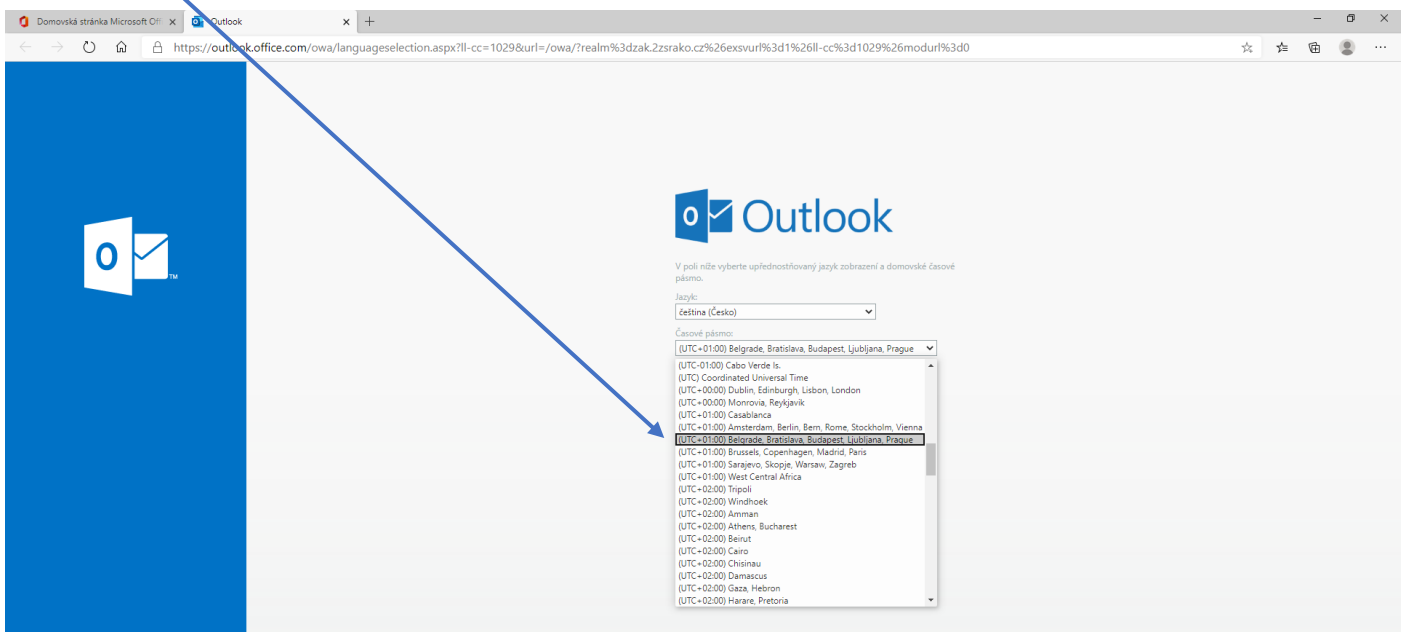 Domovská stránka Microsoft Off
Outlook
https://outlook.office.com/owa/languageselection.aspx?ll-cc=1029&url=/owa/?realm%3dzak.2zsrako.cz%26exsvurl%3d1%26ll-cc%3d1029%26modurl%3d0
O
TM
O Outlook
V poli níže vyberte upřednostňovaný jazyk zobrazení a domovské časové
pásmo.
Jazyk:
čeština (Česko)
Časové pásmo:
(UTC+01:00) Belgrade, Bratislava, Budapest, Ljubljana, Prague
(UTC-01:00) Cabo Verde Is.
(UTC) Coordinated Universal Time
(UTC+00:00) Dublin, Edinburgh, Lisbon, London
(UTC+00:00) Monrovia, Reykjavik
(UTC+01:00) Casablanca
(UTC+01:00) Amsterdam, Berlin, Bern, Rome, Stockholm, Vienna
(UTC+01:00) Belgrade, Bratislava, Budapest, Ljubljana, Prague
(UTC+01:00) Brussels, Copenhagen, Madrid, Paris
(UTC+01:00) Sarajevo, Skopje, Warsaw, Zagreb
(UTC+01:00) West Central Africa
(UTC+02:00) Tripoli
(UTC+02:00) Windhoek
(UTC+02:00) Amman
(UTC+02:00) Athens, Bucharest
(UTC+02:00) Beirut
(UTC+02:00) Cairo
(UTC+02:00) Chisinau
(UTC+02:00) Damascus
(UTC+02:00) Gaza, Hebron
(UTC+02:00) Harare, Pretoria